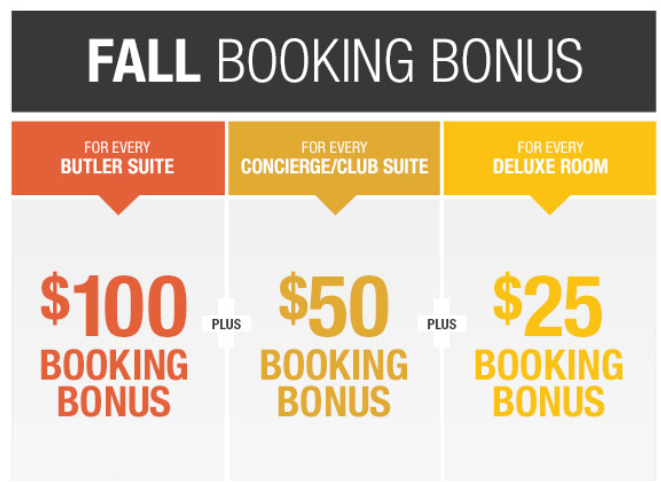 FALL BOOKING BONUS
FOR EVERY
BUTLER SUITE
FOR EVERY
CONCIERGE/CLUB SUITE
FOR EVERY
DELUXE ROOM
$100
BOOKING
BONUS
PLUS
$50
BOOKING
BONUS
PLUS
$25
BOOKING
BONUS